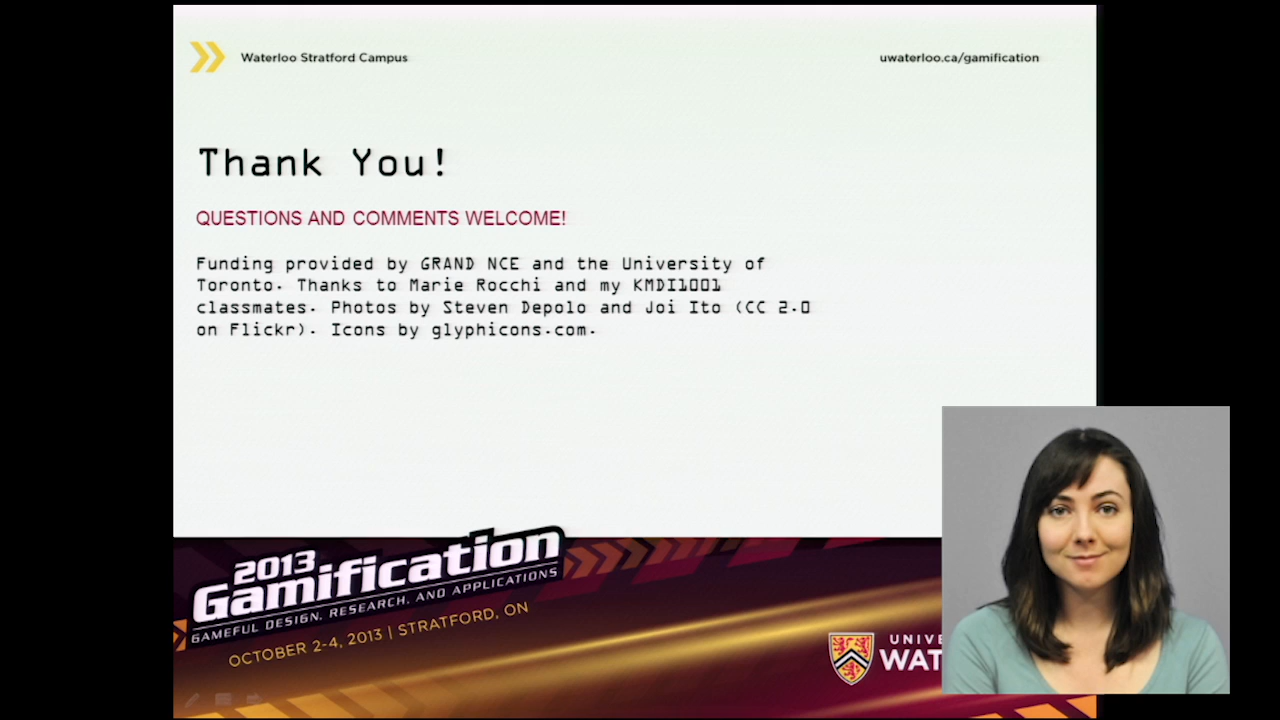 Waterloo Stratford Campus
uwaterloo.ca/gamification
Thank You!
QUESTIONS AND COMMENTS WELCOME!
Funding provided by GRAND NCE and the University of
Toronto. Thanks to Marie Rocchi and my KMDI1001
classmates. Photos by Steven Depolo and Joi Ito (CC 2.0
on Flickr). Icons by glyphicons.com.
2013
Gamification
GAMEFUL DESIGN, RESEARCH, AND APPLICATIONS
OCTOBER 2-4, 2013 | STRATFORD, ON
UNIVE
WAT